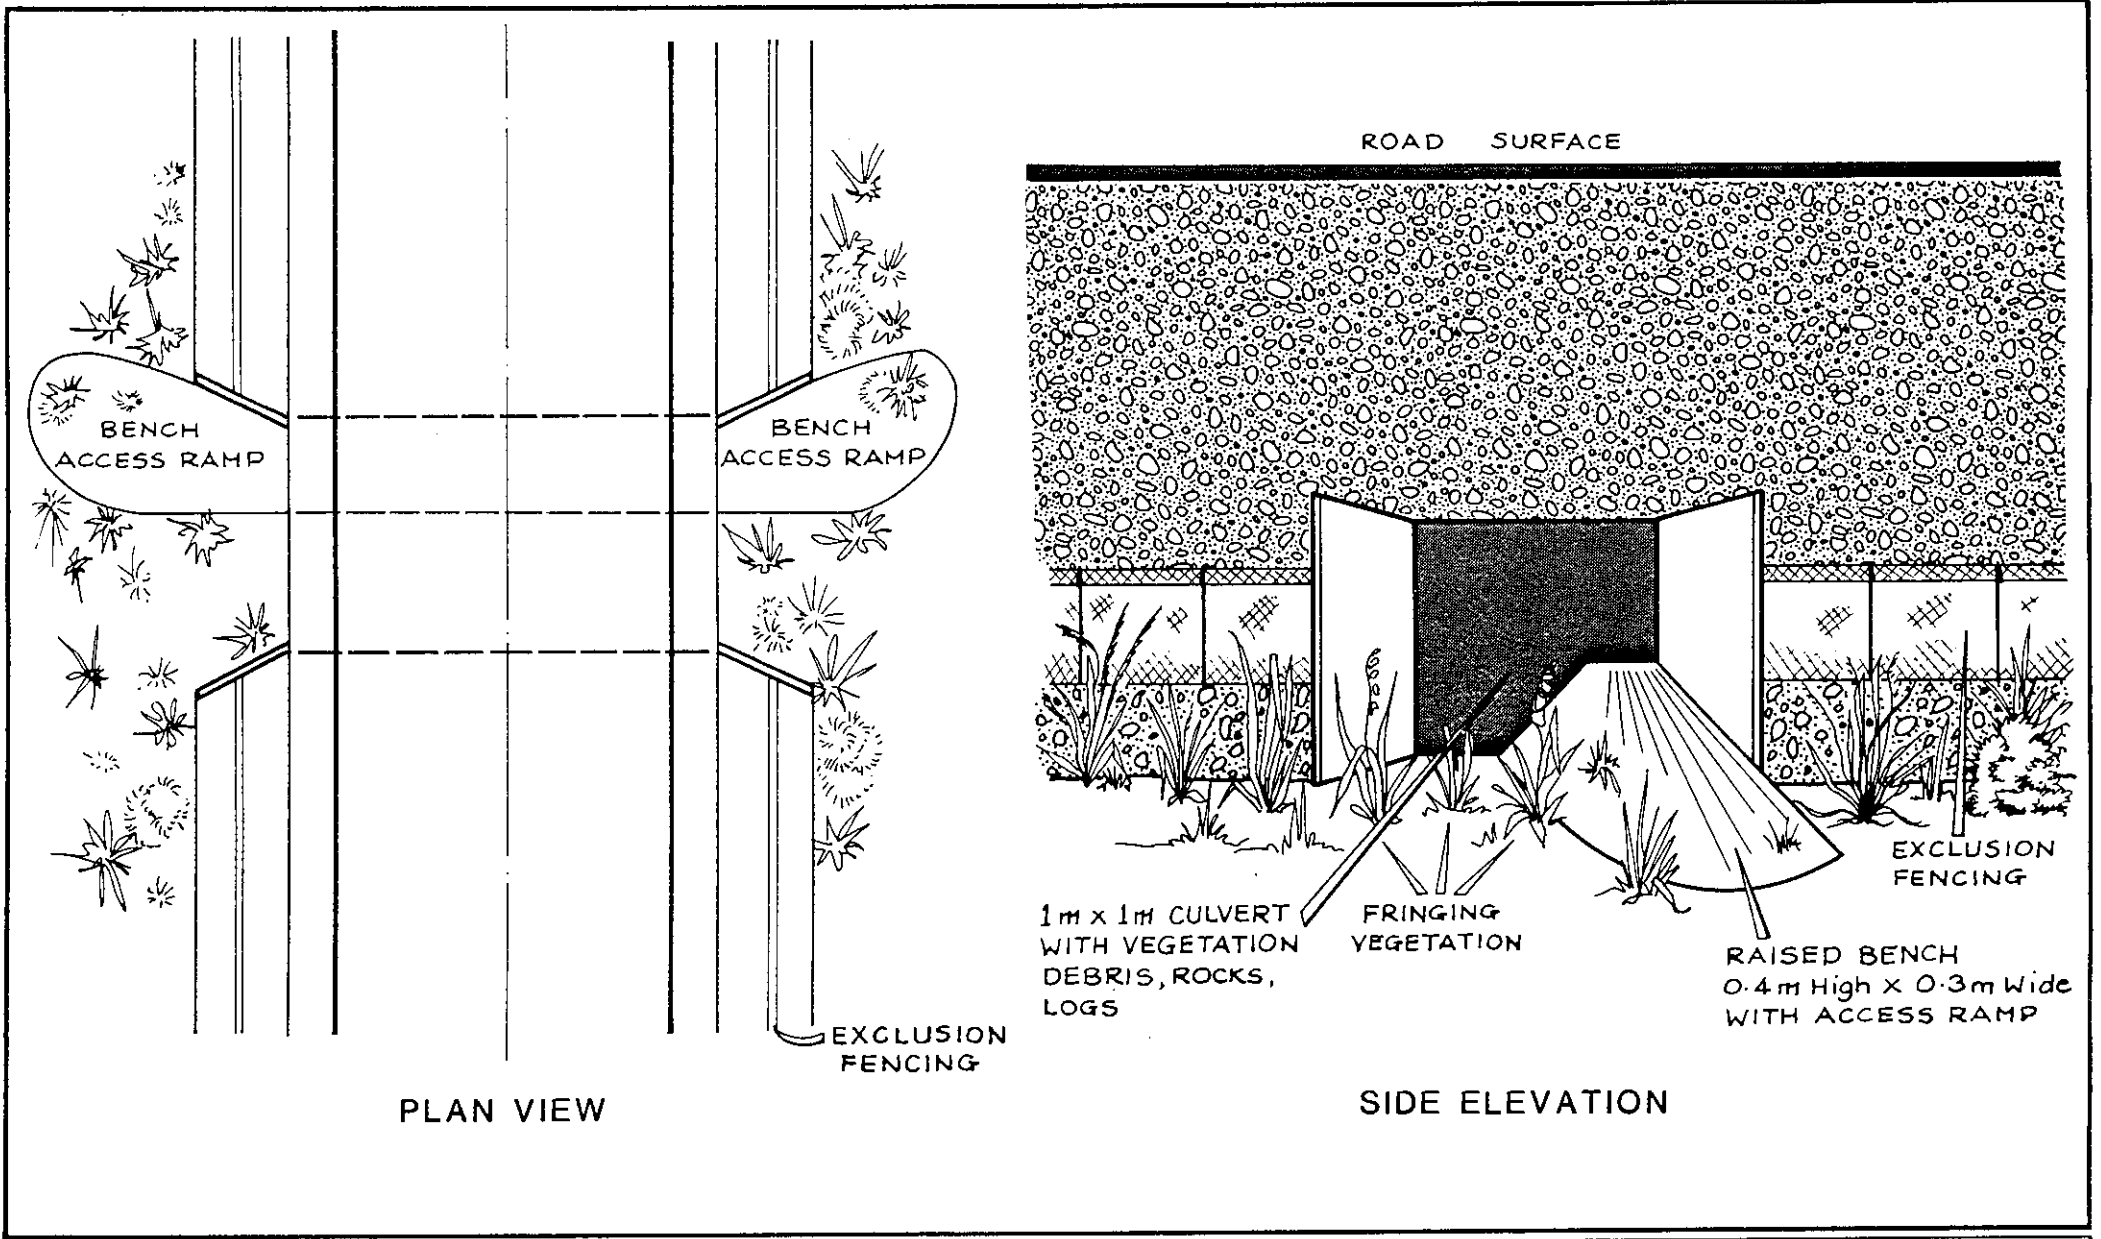 BENCH
ACCESS RAMP
BENCH
ACCESS RAMP
EXCLUSION
FENCING
PLAN VIEW
ROAD SURFACE
1m x 1m CULVERT
WITH VEGETATION
DEBRIS, ROCKS,
LOGS
FRINGING
VEGETATION
EXCLUSION
FENCING
RAISED BENCH
0.4m High x 0.3m Wide
WITH ACCESS RAMP
SIDE ELEVATION